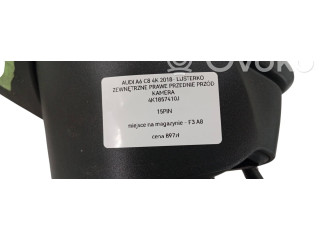 OVOKO
AUDI A6 C8 4K 2018- LUSTERKO
ZEWNĘTRZNE PRAWE PRZEDNIE PRZÓD
KAMERA
4K1857410J
15PIN
miejsce na magazynie - F3 A8
cena 897zł